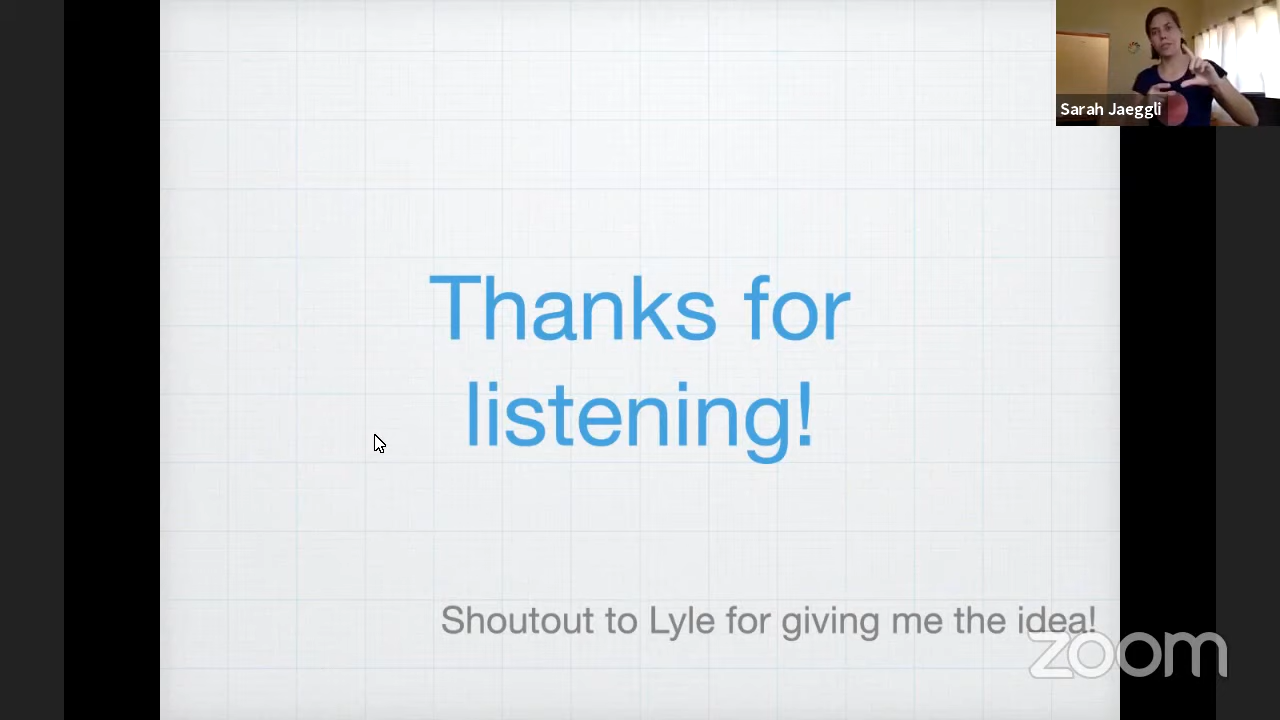 Sarah Jaeggli
Thanks for
listening!
Shoutout to Lyle for giving me the idea!
zoom